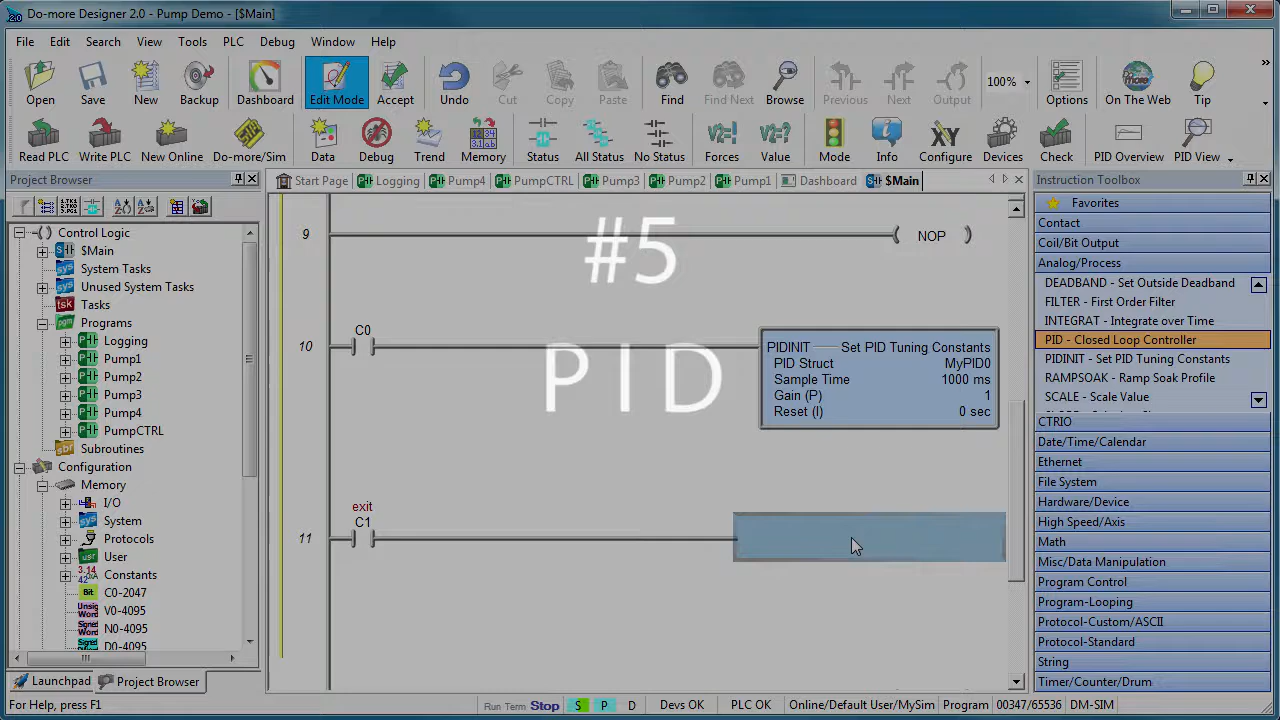 Do-more Designer 2.0 - Pump Demo - [$Main]
File Edit Search View Tools PLC Debug Window Help
Open Save New Backup Dashboard Edit Mode Accept Undo Cut Copy Paste Find Find Next Browse Previous Next Output 100% Options On The Web Tip
Read PLC Write PLC New Online Do-more/Sim Data Debug Trend Memory Status All Status No Status Forces Value Mode Info Configure Devices Check PID Overview PID View
Project Browser
Start Page Logging Pump4 PumpCTRL Pump3 Pump2 Pump1 Dashboard $Main
Instruction Toolbox
Control Logic
$Main
System Tasks
Unused System Tasks
Tasks
Programs
Logging
Pump1
Pump2
Pump3
Pump4
PumpCTRL
Subroutines
Configuration
Memory
I/O
System
Protocols
User
Constants
C0-2047
V0-4095
N0-4095
D0-4095
Launchpad Project Browser
9 NOP
#5
PID
10 C0
PIDINIT Set PID Tuning Constants
PID Struct MyPID0
Sample Time 1000 ms
Gain (P) 1
Reset (I) 0 sec
exit
11 C1
Favorites
Contact
Coil/Bit Output
Analog/Process
DEADBAND - Set Outside Deadband
FILTER - First Order Filter
INTEGRAT - Integrate over Time
PID - Closed Loop Controller
PIDINIT - Set PID Tuning Constants
RAMPSOAK - Ramp Soak Profile
SCALE - Scale Value
CTRIO
Date/Time/Calendar
Ethernet
File System
Hardware/Device
High Speed/Axis
Math
Misc/Data Manipulation
Program Control
Program-Looping
Protocol-Custom/ASCII
Protocol-Standard
String
Timer/Counter/Drum
For Help, press F1 Run Term Stop S P D Devs OK PLC OK Online/Default User/MySim Program 00347/65536 DM-SIM